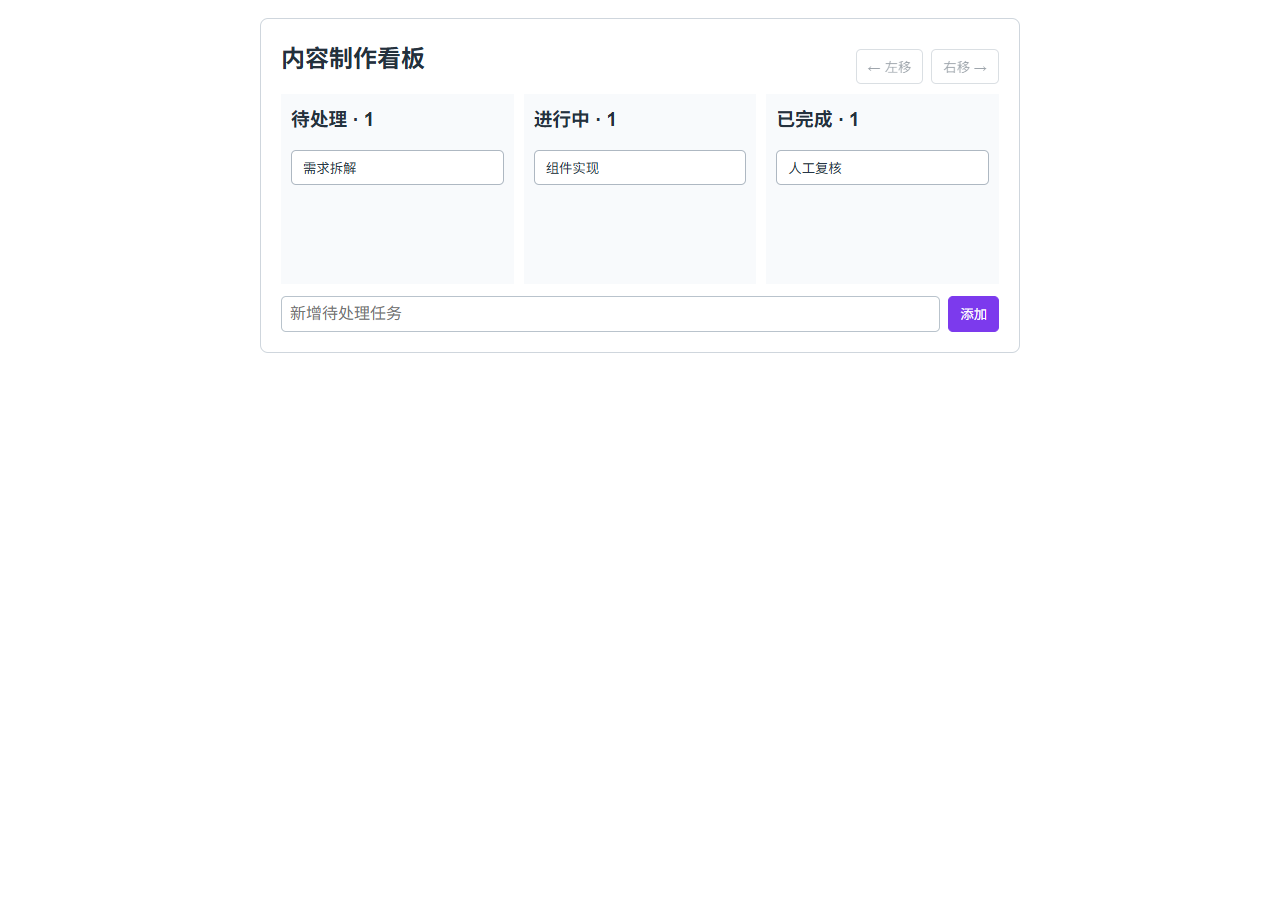 内容制作看板
← 左移
右移 →
待处理 · 1
需求拆解
进行中 · 1
组件实现
已完成 · 1
人工复核
新增待处理任务
添加